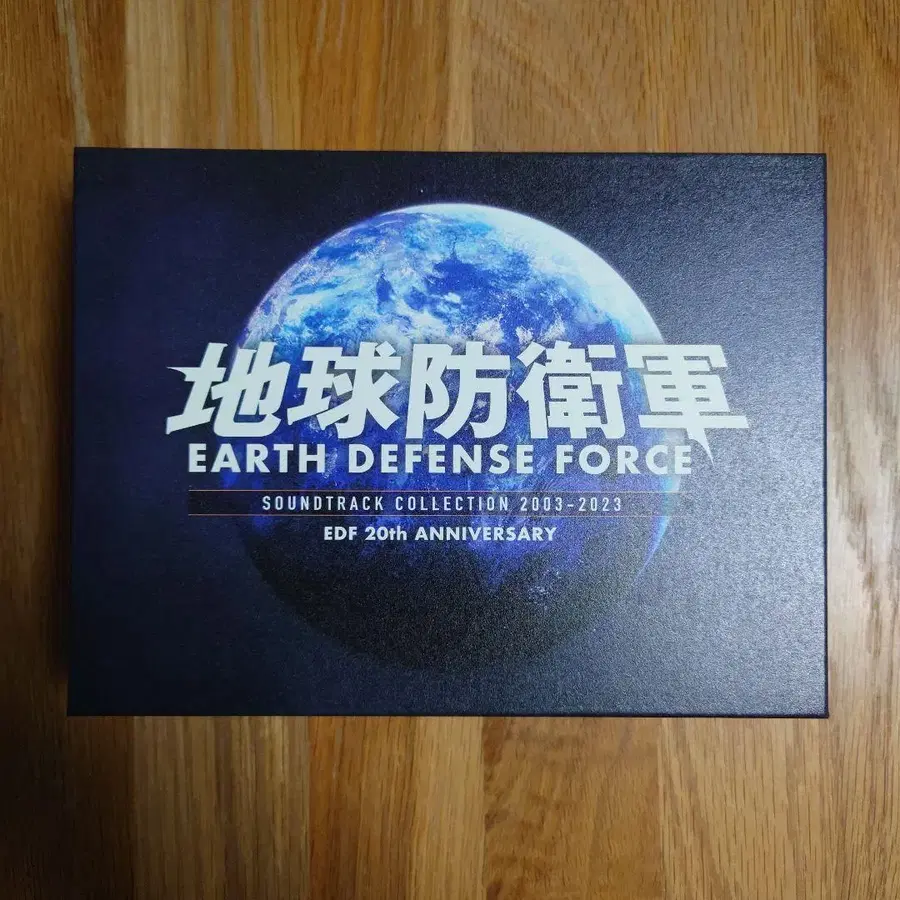 地球防衛軍
EARTH DEFENSE FORCE
SOUNDTRACK COLLECTION 2003-2023
EDF 20th ANNIVERSARY